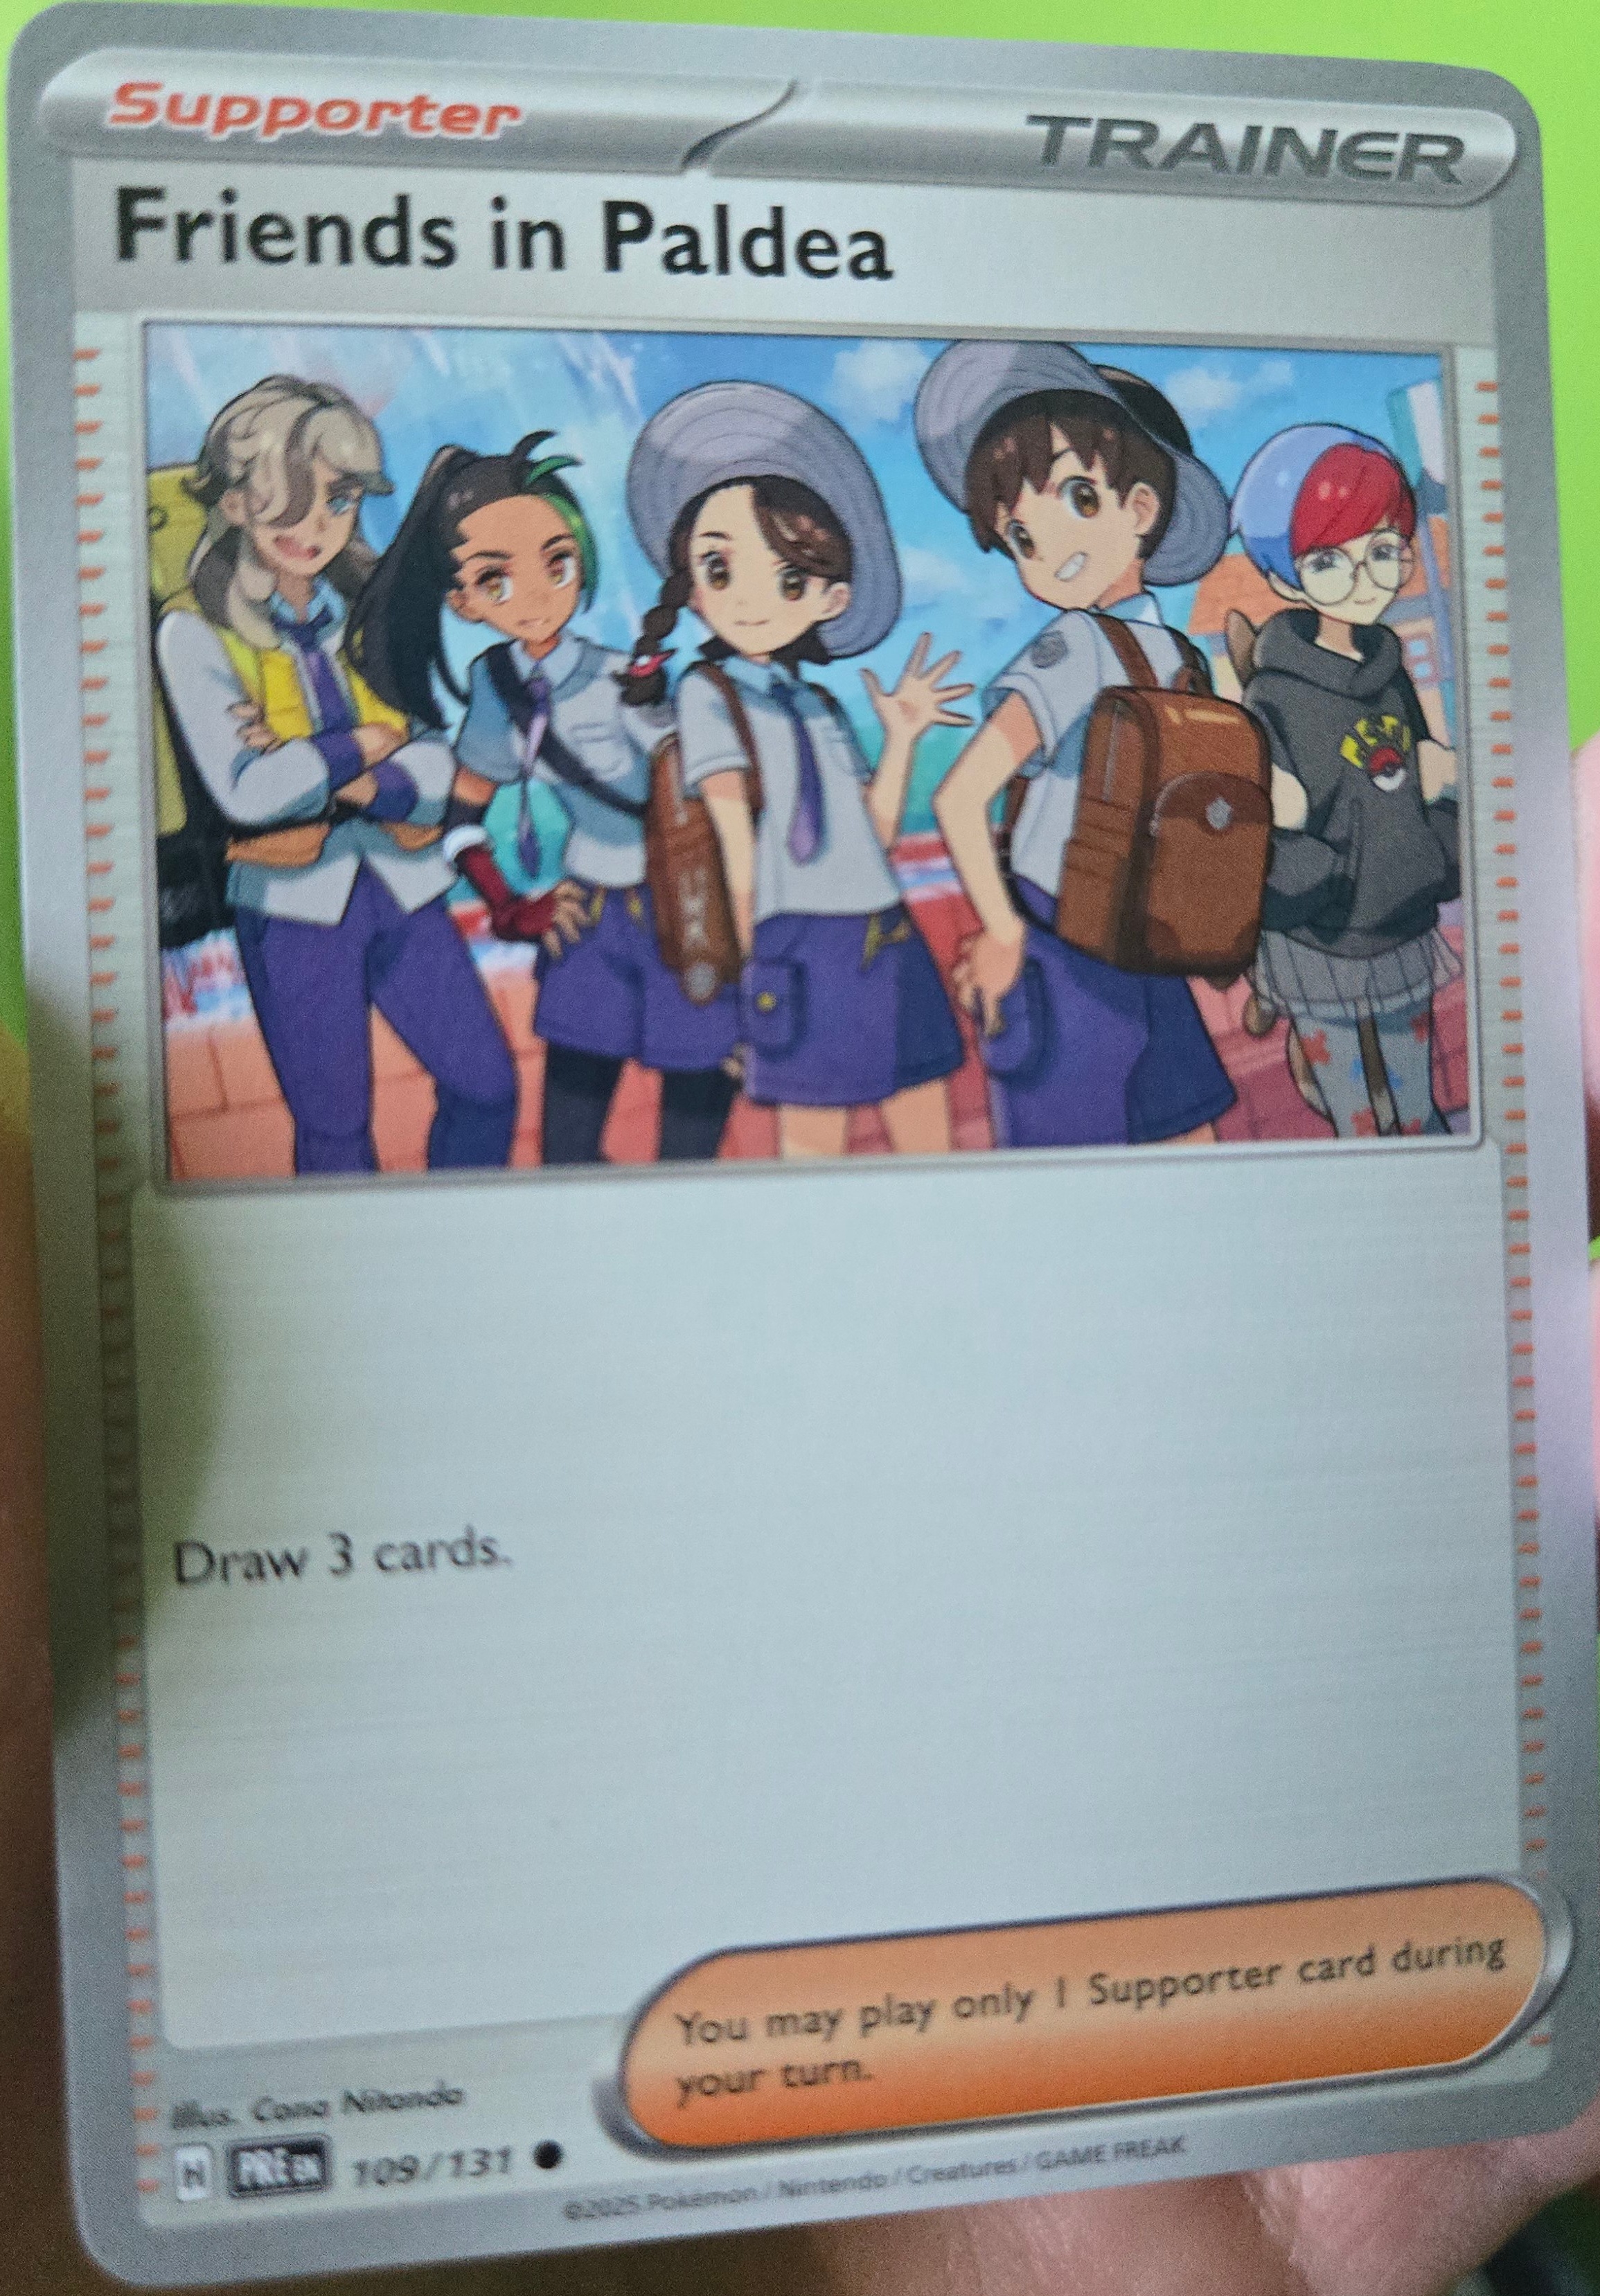 Supporter
TRAINER
Friends in Paldea
Draw 3 cards.
You may play only 1 Supporter card during
your turn.
Illus. Cona Nitanda
H PRE EN 109/131
©2025 Pokémon / Nintendo / Creatures / GAME FREAK